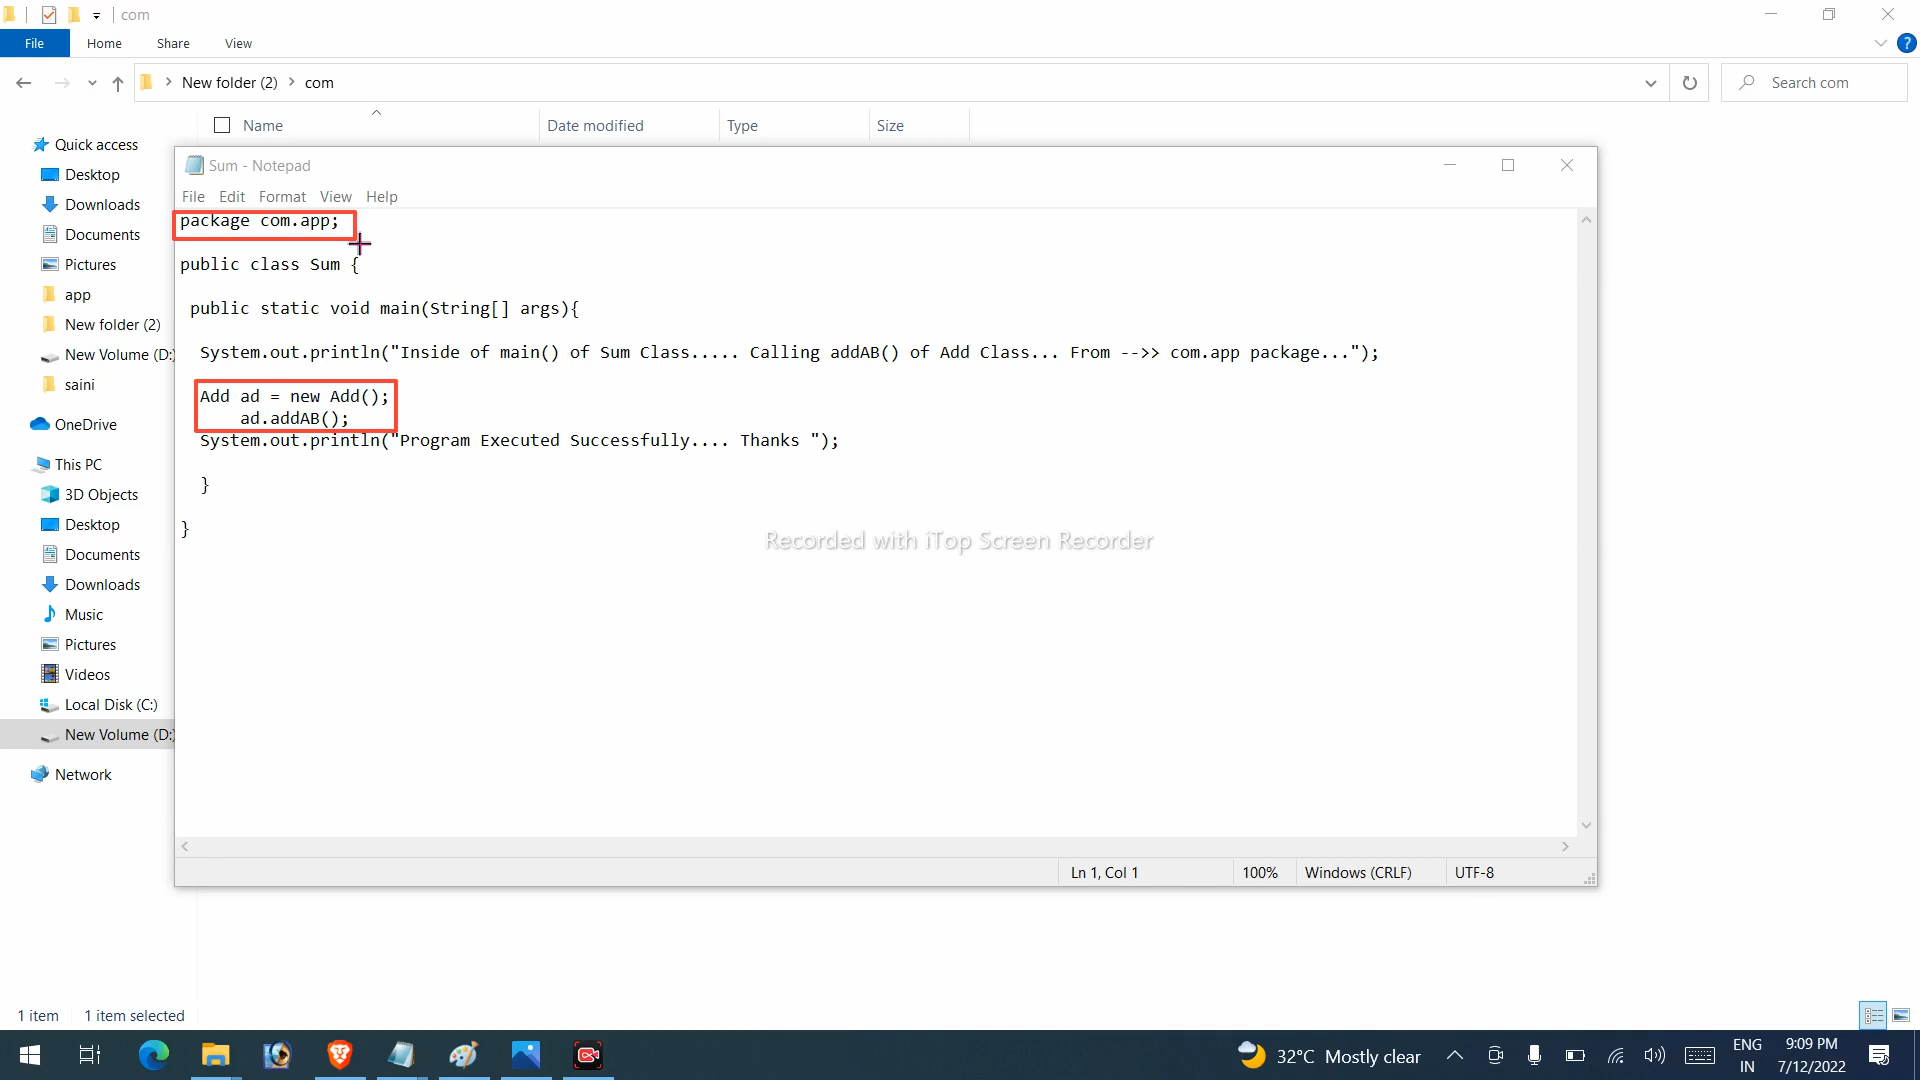 com
File Home Share View
New folder (2) com
Search com
Name Date modified Type Size
Quick access
Desktop
Downloads
Documents
Pictures
app
New folder (2)
New Volume (D:)
saini
OneDrive
This PC
3D Objects
Desktop
Documents
Downloads
Music
Pictures
Videos
Local Disk (C:)
New Volume (D:)
Network
Sum - Notepad
File Edit Format View Help
package com.app;
public class Sum {
public static void main(String[] args){
System.out.println("Inside of main() of Sum Class..... Calling addAB() of Add Class... From -->> com.app package...");
Add ad = new Add();
ad.addAB();
System.out.println("Program Executed Successfully.... Thanks ");
}
}
Recorded with iTop Screen Recorder
Ln 1, Col 1 100% Windows (CRLF) UTF-8
1 item 1 item selected
32°C Mostly clear
ENG
IN
9:09 PM
7/12/2022